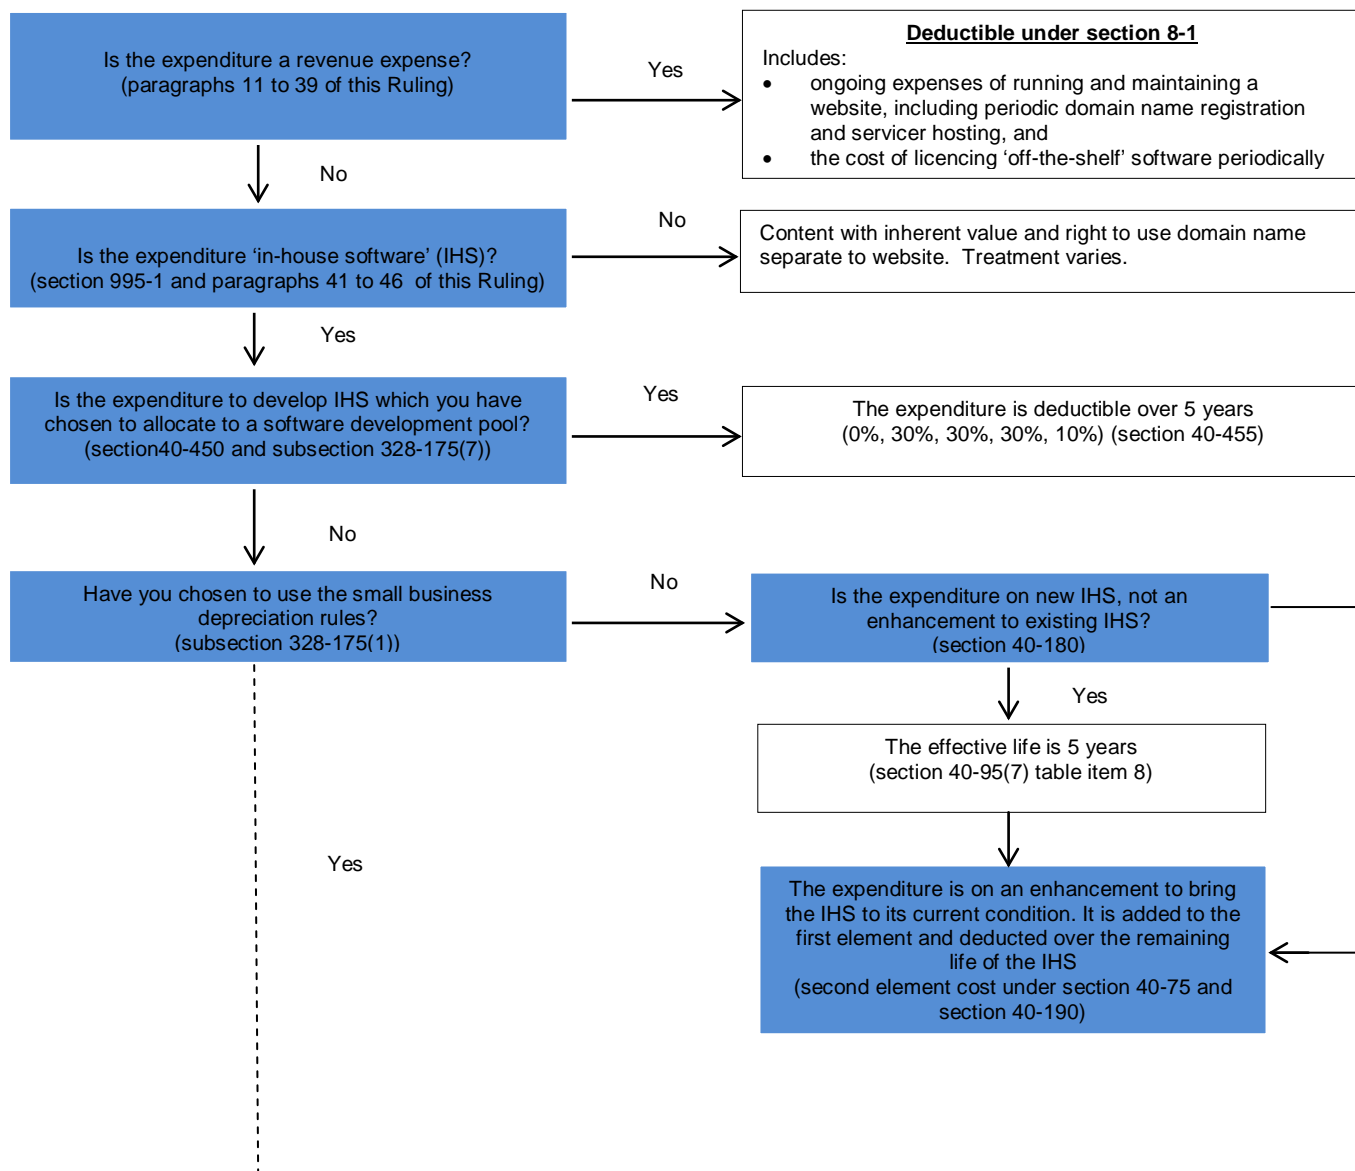 Is the expenditure a revenue expense?
(paragraphs 11 to 39 of this Ruling)
Yes
Deductible under section 8-1
Includes:
• ongoing expenses of running and maintaining a
website, including periodic domain name registration
and servicer hosting, and
• the cost of licencing ‘off-the-shelf’ software periodically
No
Is the expenditure ‘in-house software’ (IHS)?
(section 995-1 and paragraphs 41 to 46 of this Ruling)
No
Content with inherent value and right to use domain name
separate to website. Treatment varies.
Yes
Is the expenditure to develop IHS which you have
chosen to allocate to a software development pool?
(section40-450 and subsection 328-175(7))
Yes
The expenditure is deductible over 5 years
(0%, 30%, 30%, 30%, 10%) (section 40-455)
No
Have you chosen to use the small business
depreciation rules?
(subsection 328-175(1))
No
Is the expenditure on new IHS, not an
enhancement to existing IHS?
(section 40-180)
Yes
The effective life is 5 years
(section 40-95(7) table item 8)
Yes
The expenditure is on an enhancement to bring
the IHS to its current condition. It is added to the
first element and deducted over the remaining
life of the IHS
(second element cost under section 40-75 and
section 40-190)